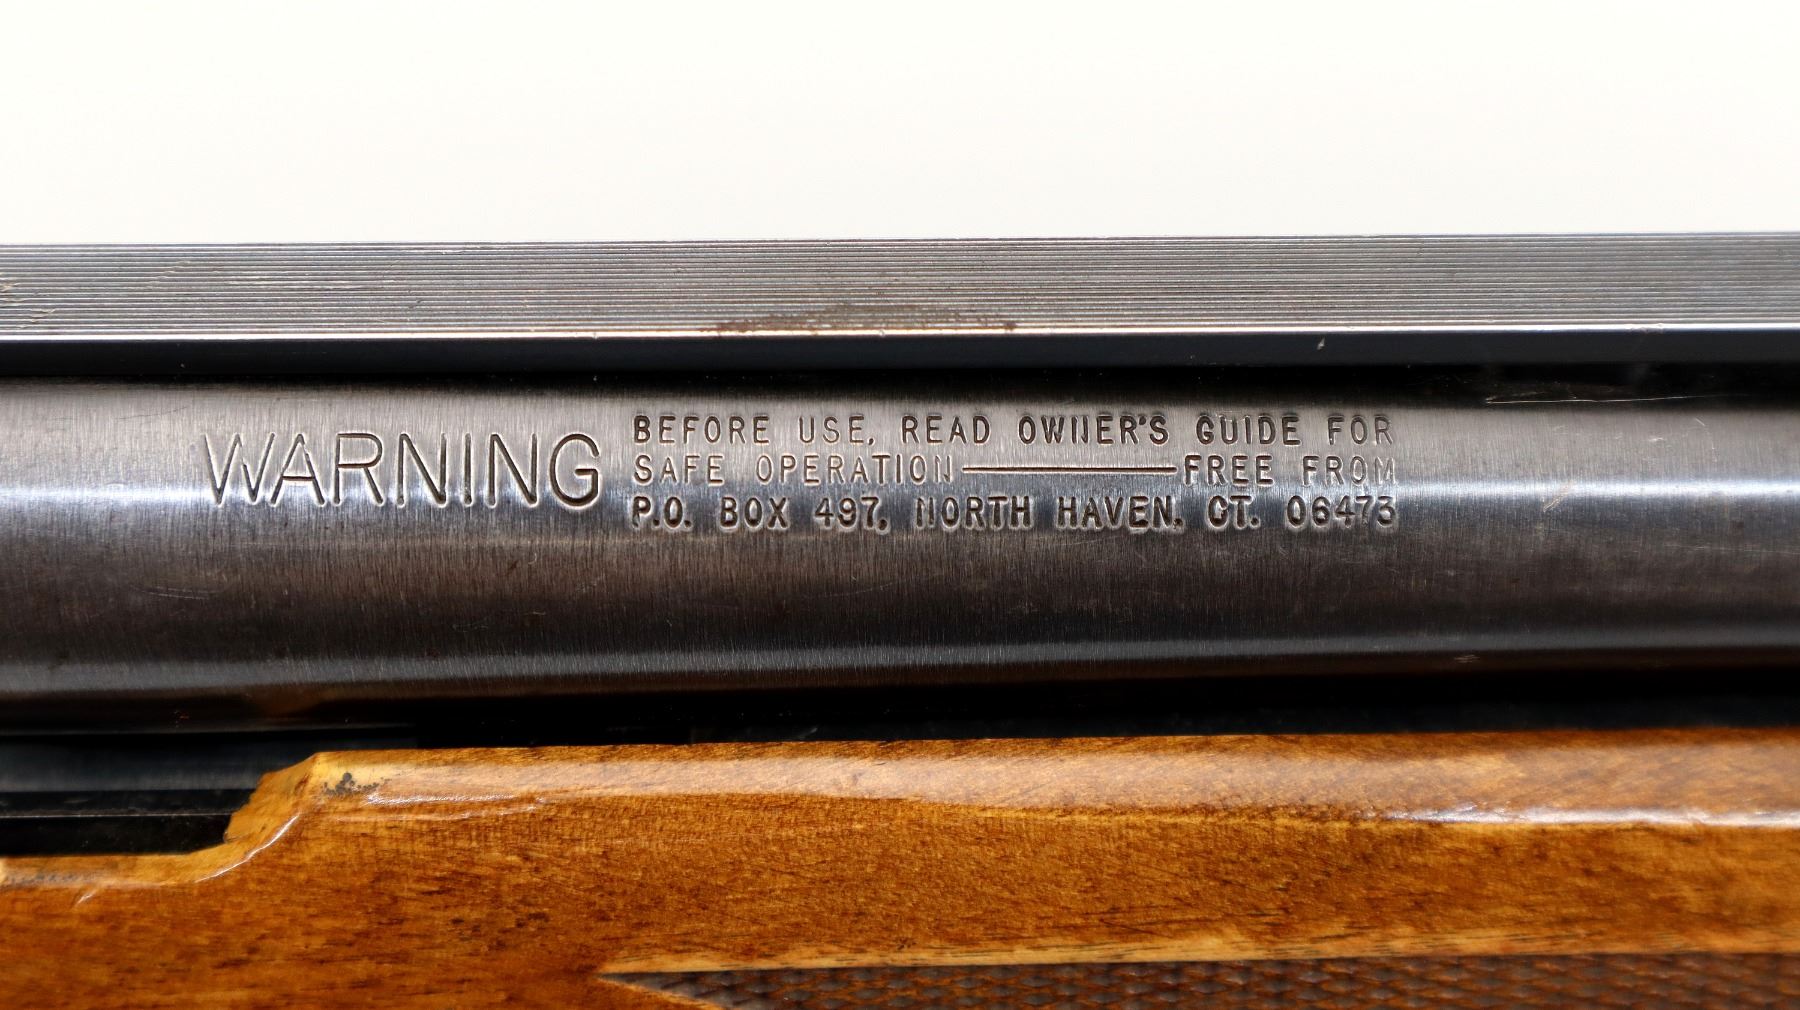 WARNING
BEFORE USE, READ OWNER'S GUIDE FOR
SAFE OPERATION——FREE FROM
P.O. BOX 497, NORTH HAVEN, CT. 06473